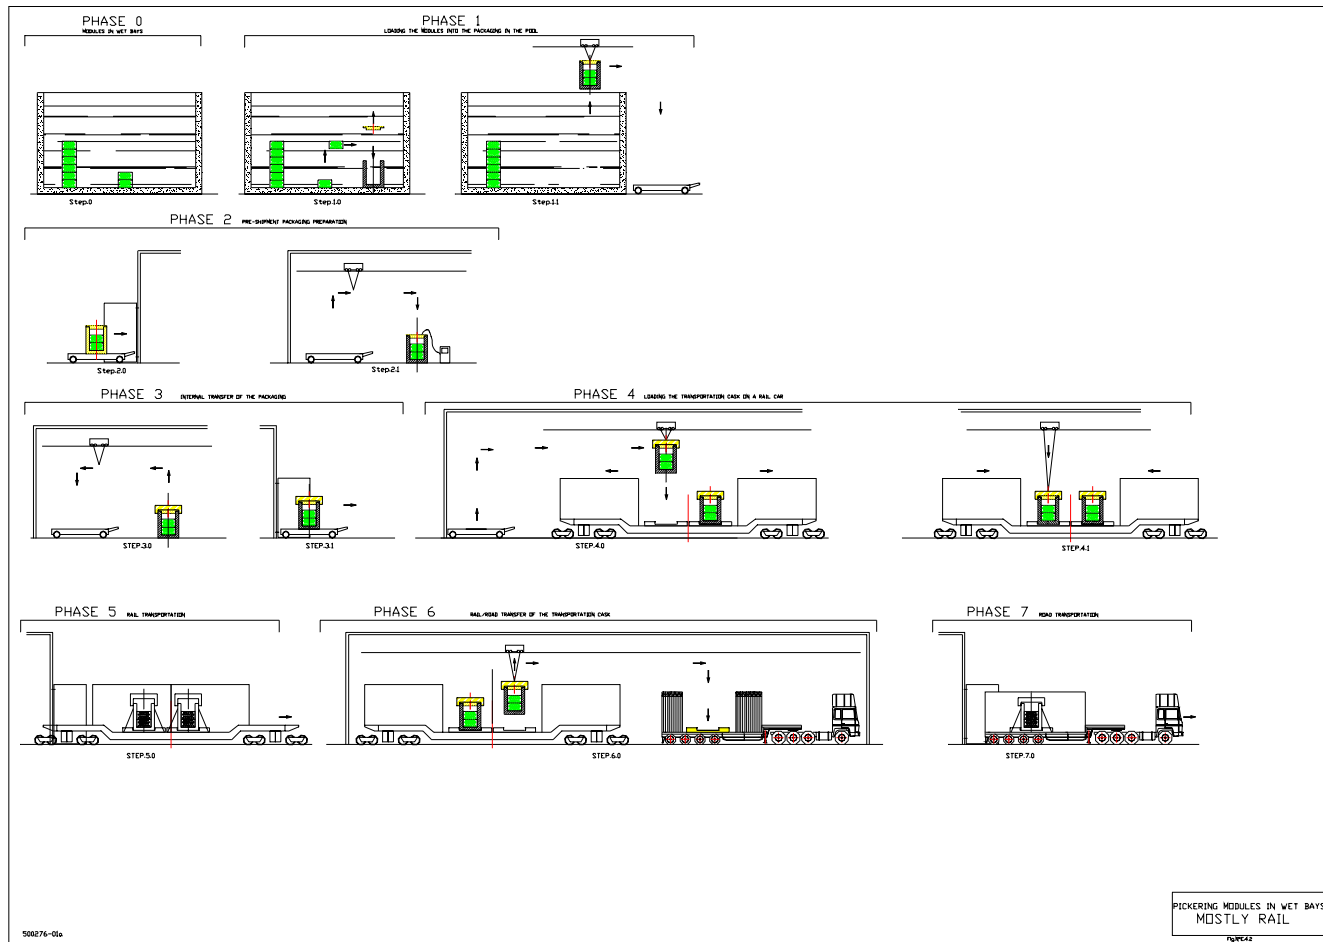 PHASE 0
MODULES IN WET BAYS
PHASE 1
LOADING THE MODULES INTO THE PACKAGING IN THE POOL
Step.0
Step.1.0
Step.1.1
PHASE 2 PRE-SHIPMENT PACKAGING PREPARATION
Step.2.0
Step.2.1
PHASE 3 INTERNAL TRANSFER OF THE PACKAGING
PHASE 4 LOADING THE TRANSPORTATION CASK ON A RAIL CAR
STEP.3.0
STEP.3.1
STEP.4.0
STEP.4.1
PHASE 5 RAIL TRANSPORTATION
PHASE 6 RAIL/ROAD TRANSFER OF THE TRANSPORTATION CASK
PHASE 7 ROAD TRANSPORTATION
STEP.5.0
STEP.6.0
STEP.7.0
PICKERING MODULES IN WET BAYS
MOSTLY RAIL
500276-01a